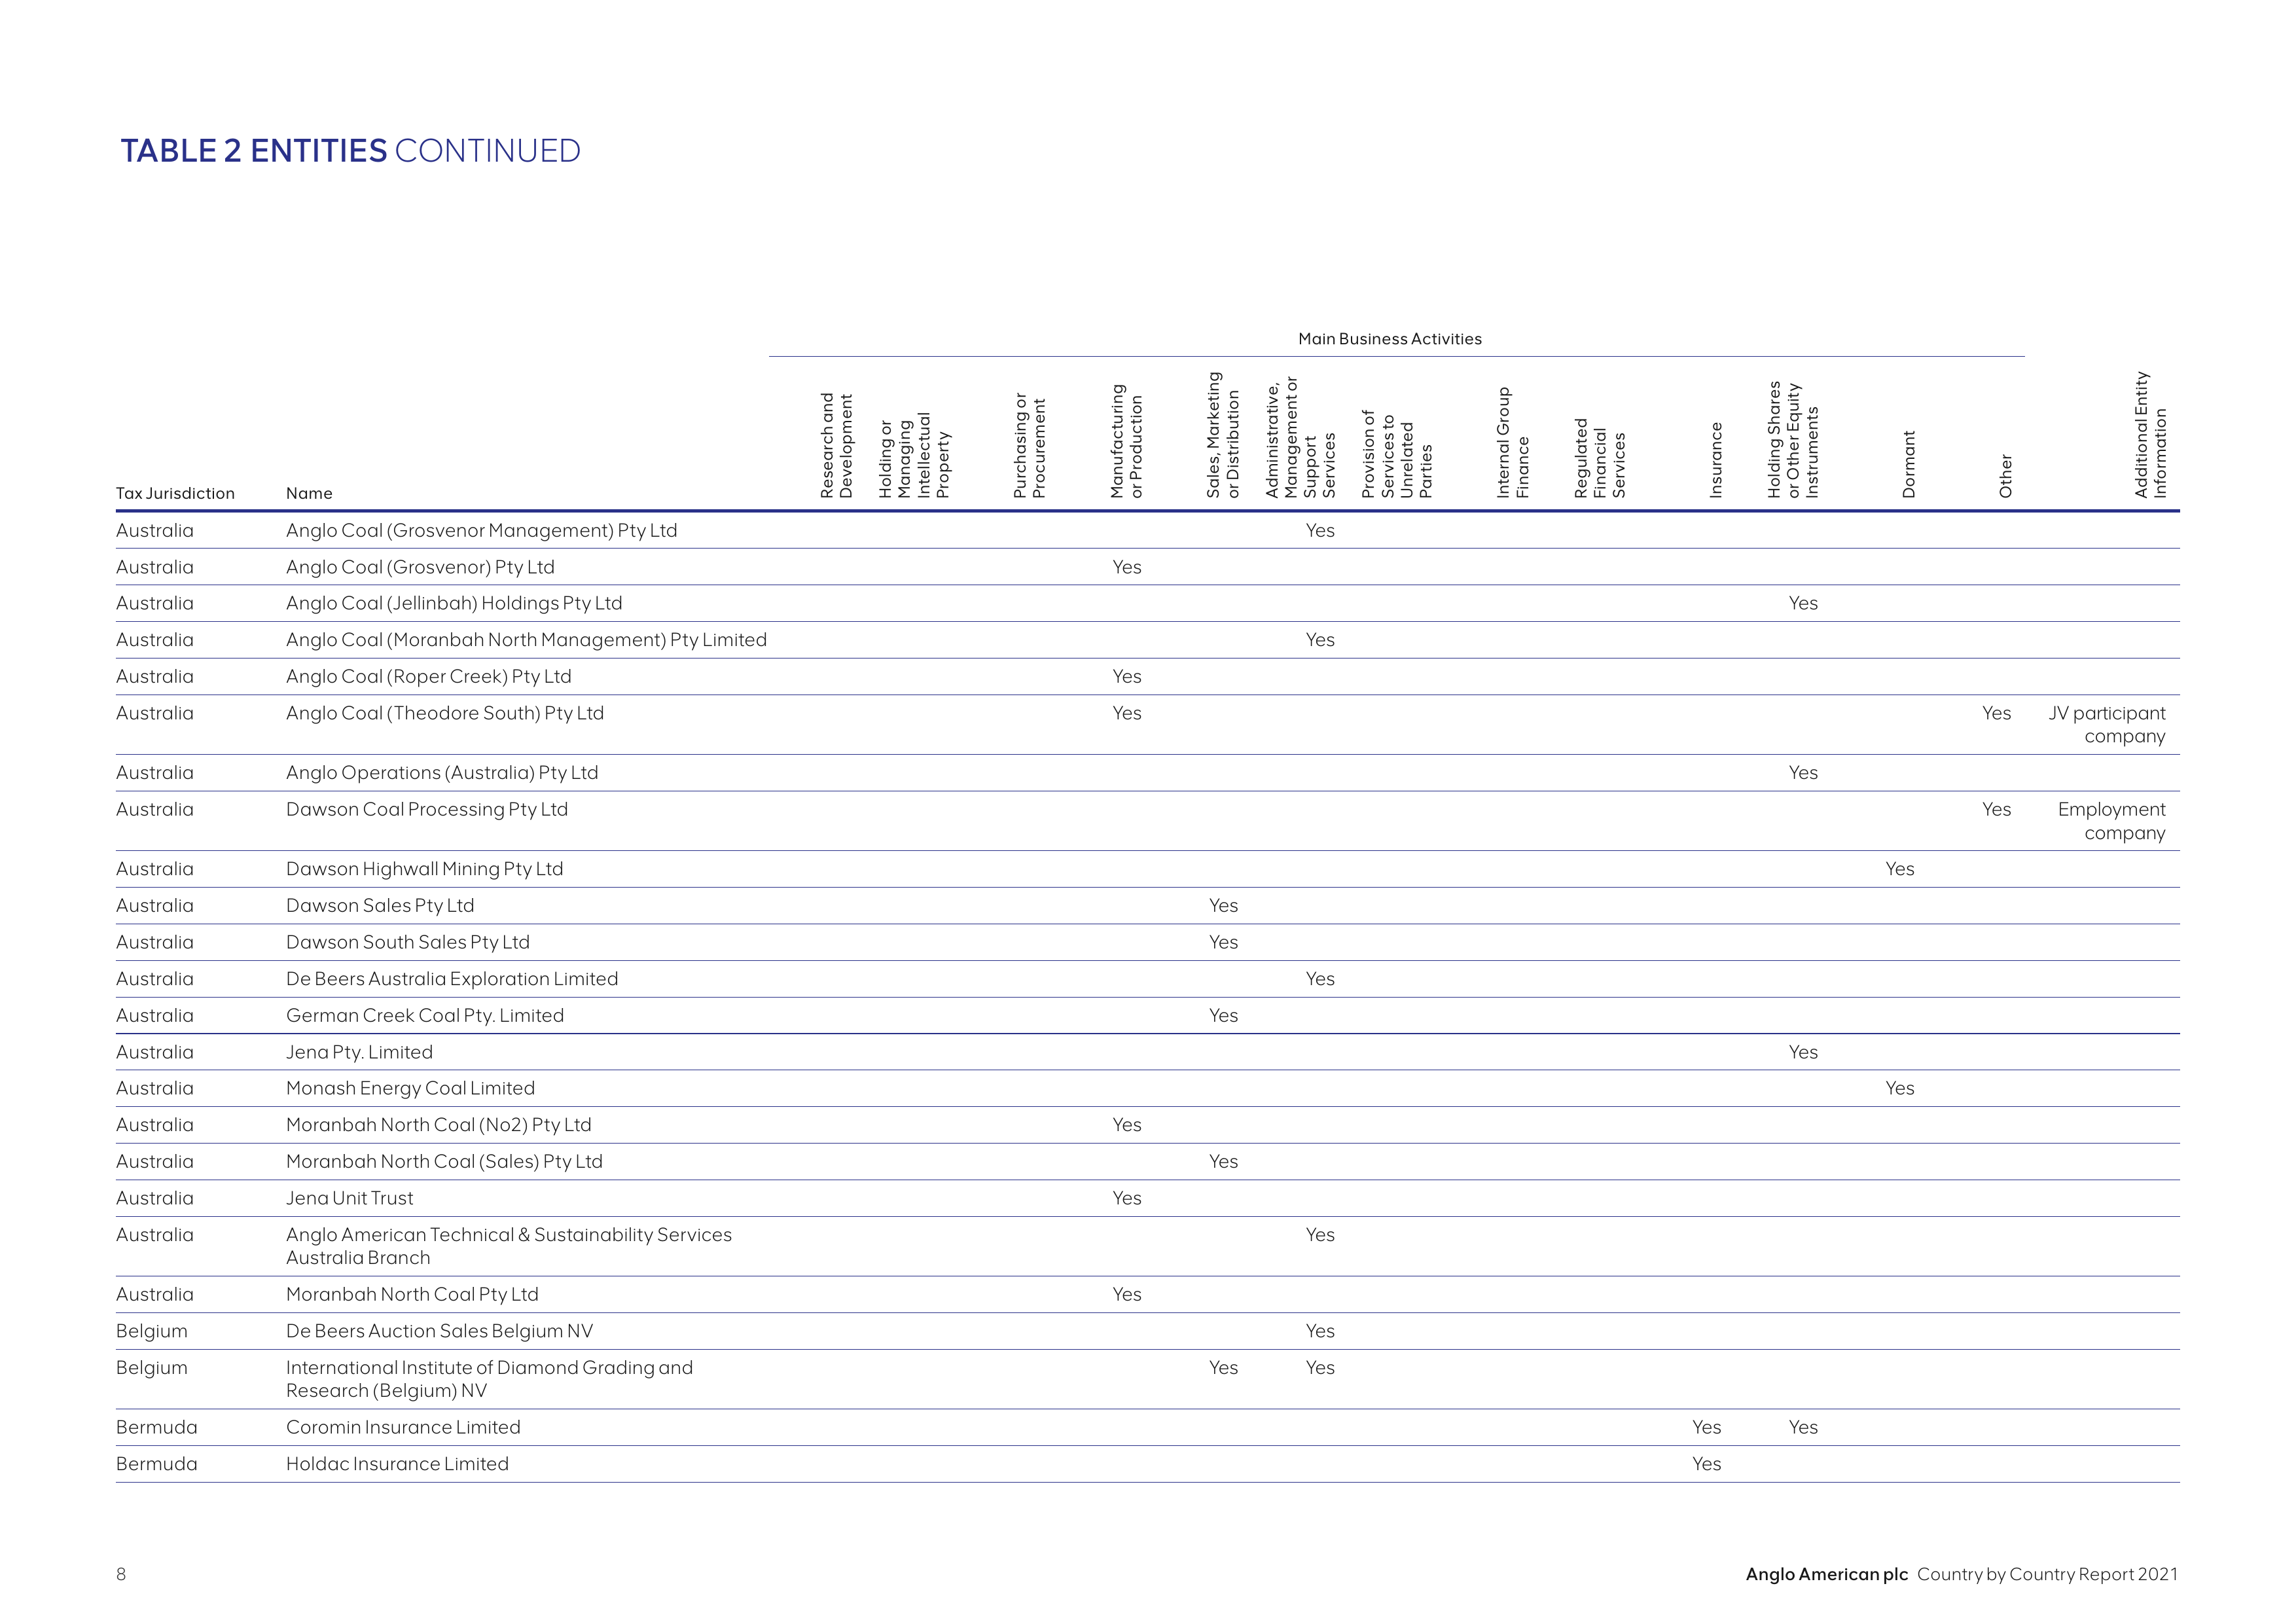 TABLE 2 ENTITIES CONTINUED
Main Business Activities
Tax Jurisdiction
Name
Research and
Development
Holding or
Managing
Intellectual
Property
Purchasing or
Procurement
Manufacturing
or Production
Sales, Marketing
or Distribution
Administrative,
Management or
Support
Services
Provision of
Services to
Unrelated
Parties
Internal Group
Finance
Regulated
Financial
Services
Insurance
Holding Shares
or Other Equity
Instruments
Dormant
Other
Additional Entity
Information
Australia Anglo Coal (Grosvenor Management) Pty Ltd Yes
Australia Anglo Coal (Grosvenor) Pty Ltd Yes
Australia Anglo Coal (Jellinbah) Holdings Pty Ltd Yes
Australia Anglo Coal (Moranbah North Management) Pty Limited Yes
Australia Anglo Coal (Roper Creek) Pty Ltd Yes
Australia Anglo Coal (Theodore South) Pty Ltd Yes Yes JV participant
company
Australia Anglo Operations (Australia) Pty Ltd Yes
Australia Dawson Coal Processing Pty Ltd Yes Employment
company
Australia Dawson Highwall Mining Pty Ltd Yes
Australia Dawson Sales Pty Ltd Yes
Australia Dawson South Sales Pty Ltd Yes
Australia De Beers Australia Exploration Limited Yes
Australia German Creek Coal Pty. Limited Yes
Australia Jena Pty. Limited Yes
Australia Monash Energy Coal Limited Yes
Australia Moranbah North Coal (No2) Pty Ltd Yes
Australia Moranbah North Coal (Sales) Pty Ltd Yes
Australia Jena Unit Trust Yes
Australia Anglo American Technical & Sustainability Services Yes
Australia Branch
Australia Moranbah North Coal Pty Ltd Yes
Belgium De Beers Auction Sales Belgium NV Yes
Belgium International Institute of Diamond Grading and Yes Yes
Research (Belgium) NV
Bermuda Coromin Insurance Limited Yes Yes
Bermuda Holdac Insurance Limited Yes
8
Anglo American plc Country by Country Report 2021